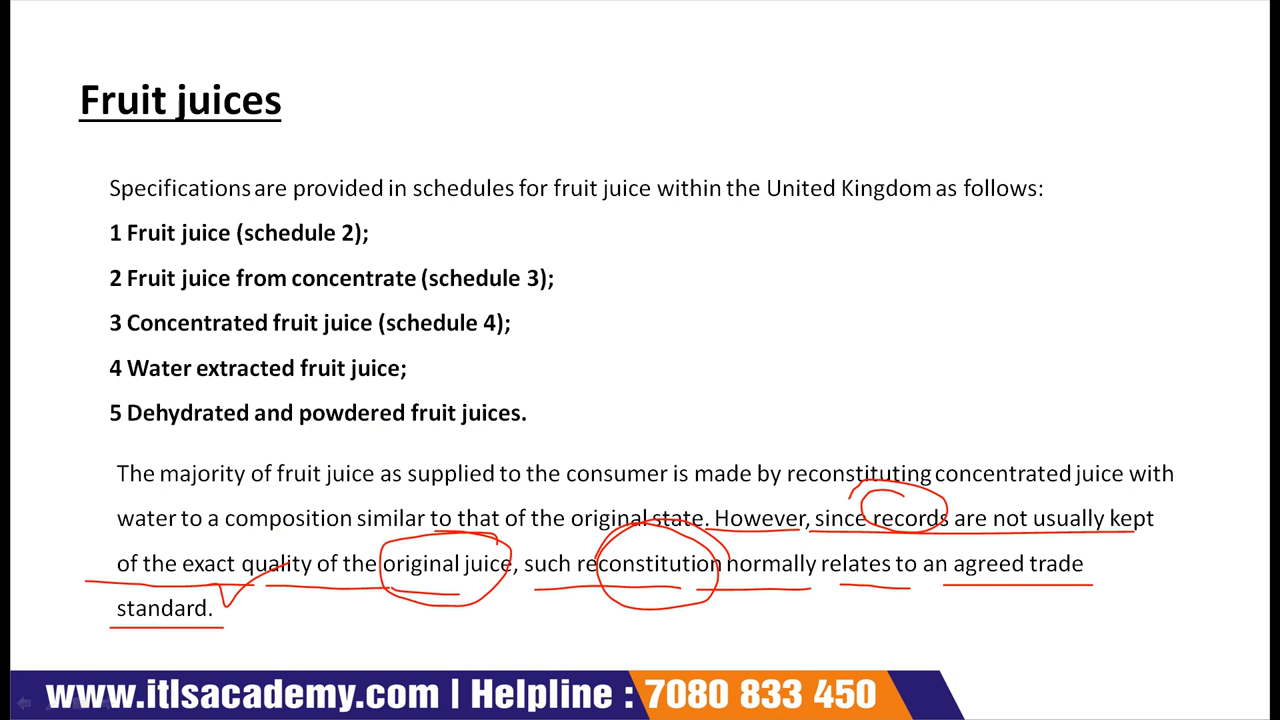 Fruit juices
Specifications are provided in schedules for fruit juice within the United Kingdom as follows:
1 Fruit juice (schedule 2);
2 Fruit juice from concentrate (schedule 3);
3 Concentrated fruit juice (schedule 4);
4 Water extracted fruit juice;
5 Dehydrated and powdered fruit juices.
The majority of fruit juice as supplied to the consumer is made by reconstituting concentrated juice with
water to a composition similar to that of the original state. However, since records are not usually kept
of the exact quality of the original juice, such reconstitution normally relates to an agreed trade
standard.
www.itlsacademy.com | Helpline : 7080 833 450